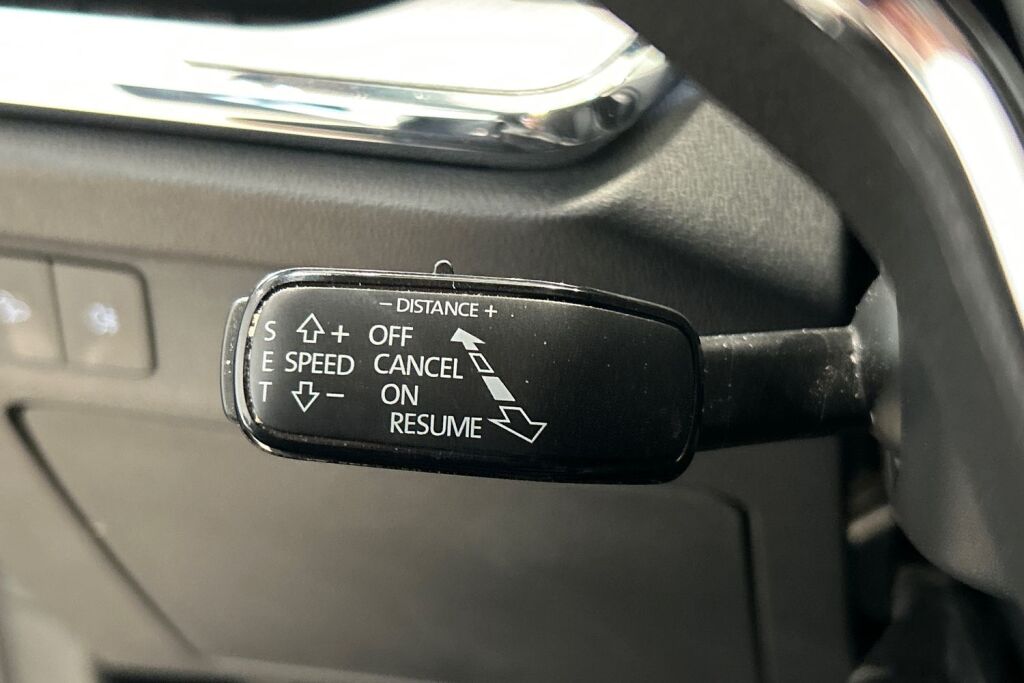 - DISTANCE +
S + OFF
E SPEED CANCEL
T - ON
RESUME